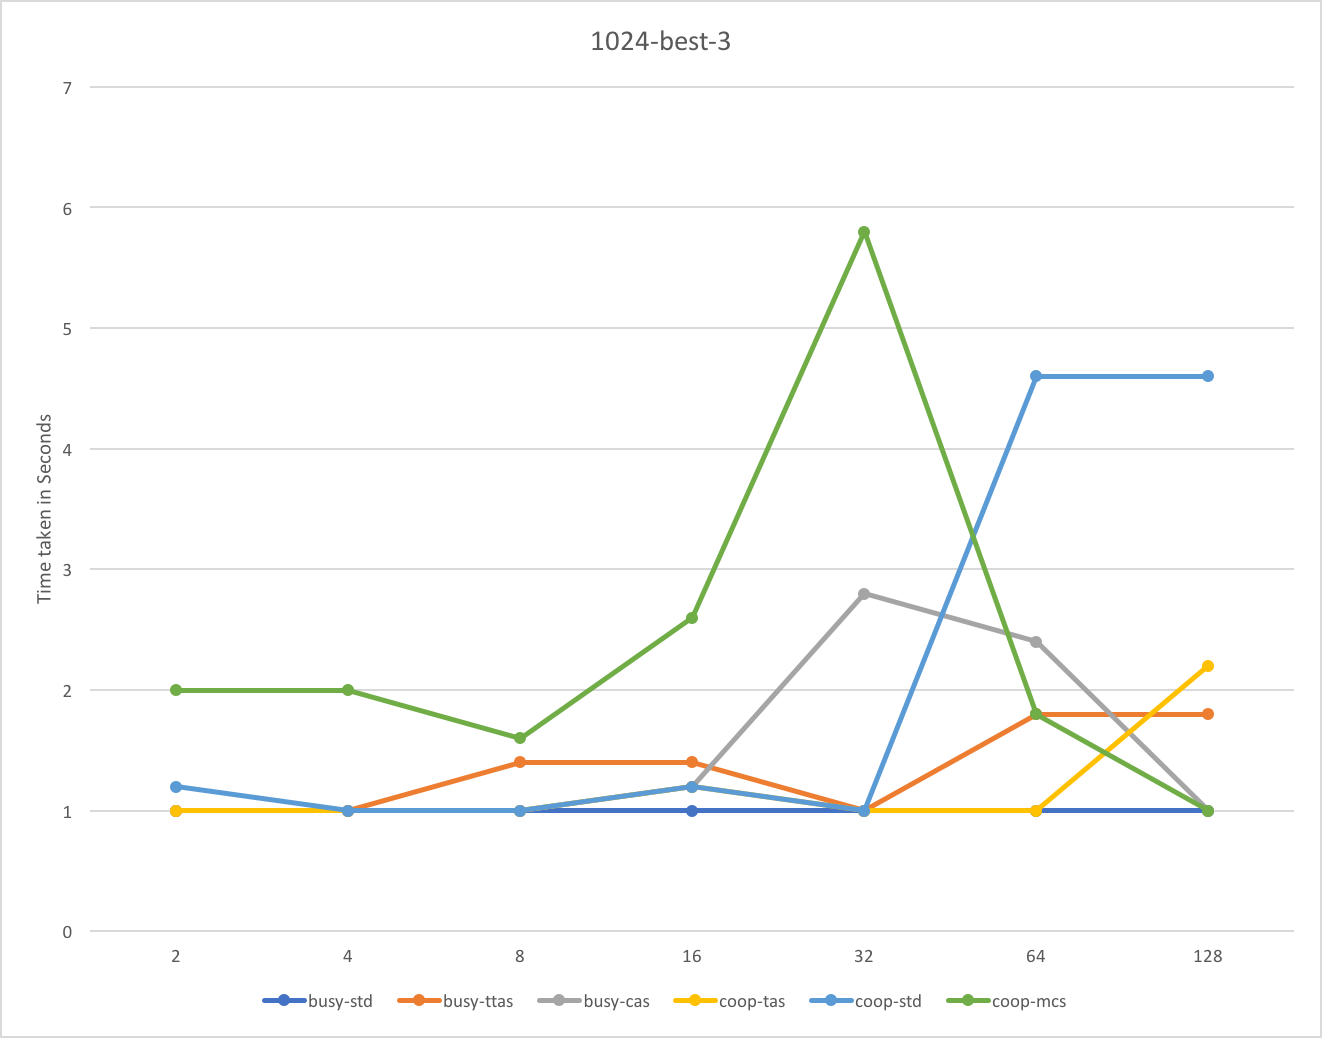 1024-best-3
7
6
5
4
3
2
1
0
Time taken in Seconds
2 4 8 16 32 64 128
busy-std busy-ttas busy-cas coop-tas coop-std coop-mcs